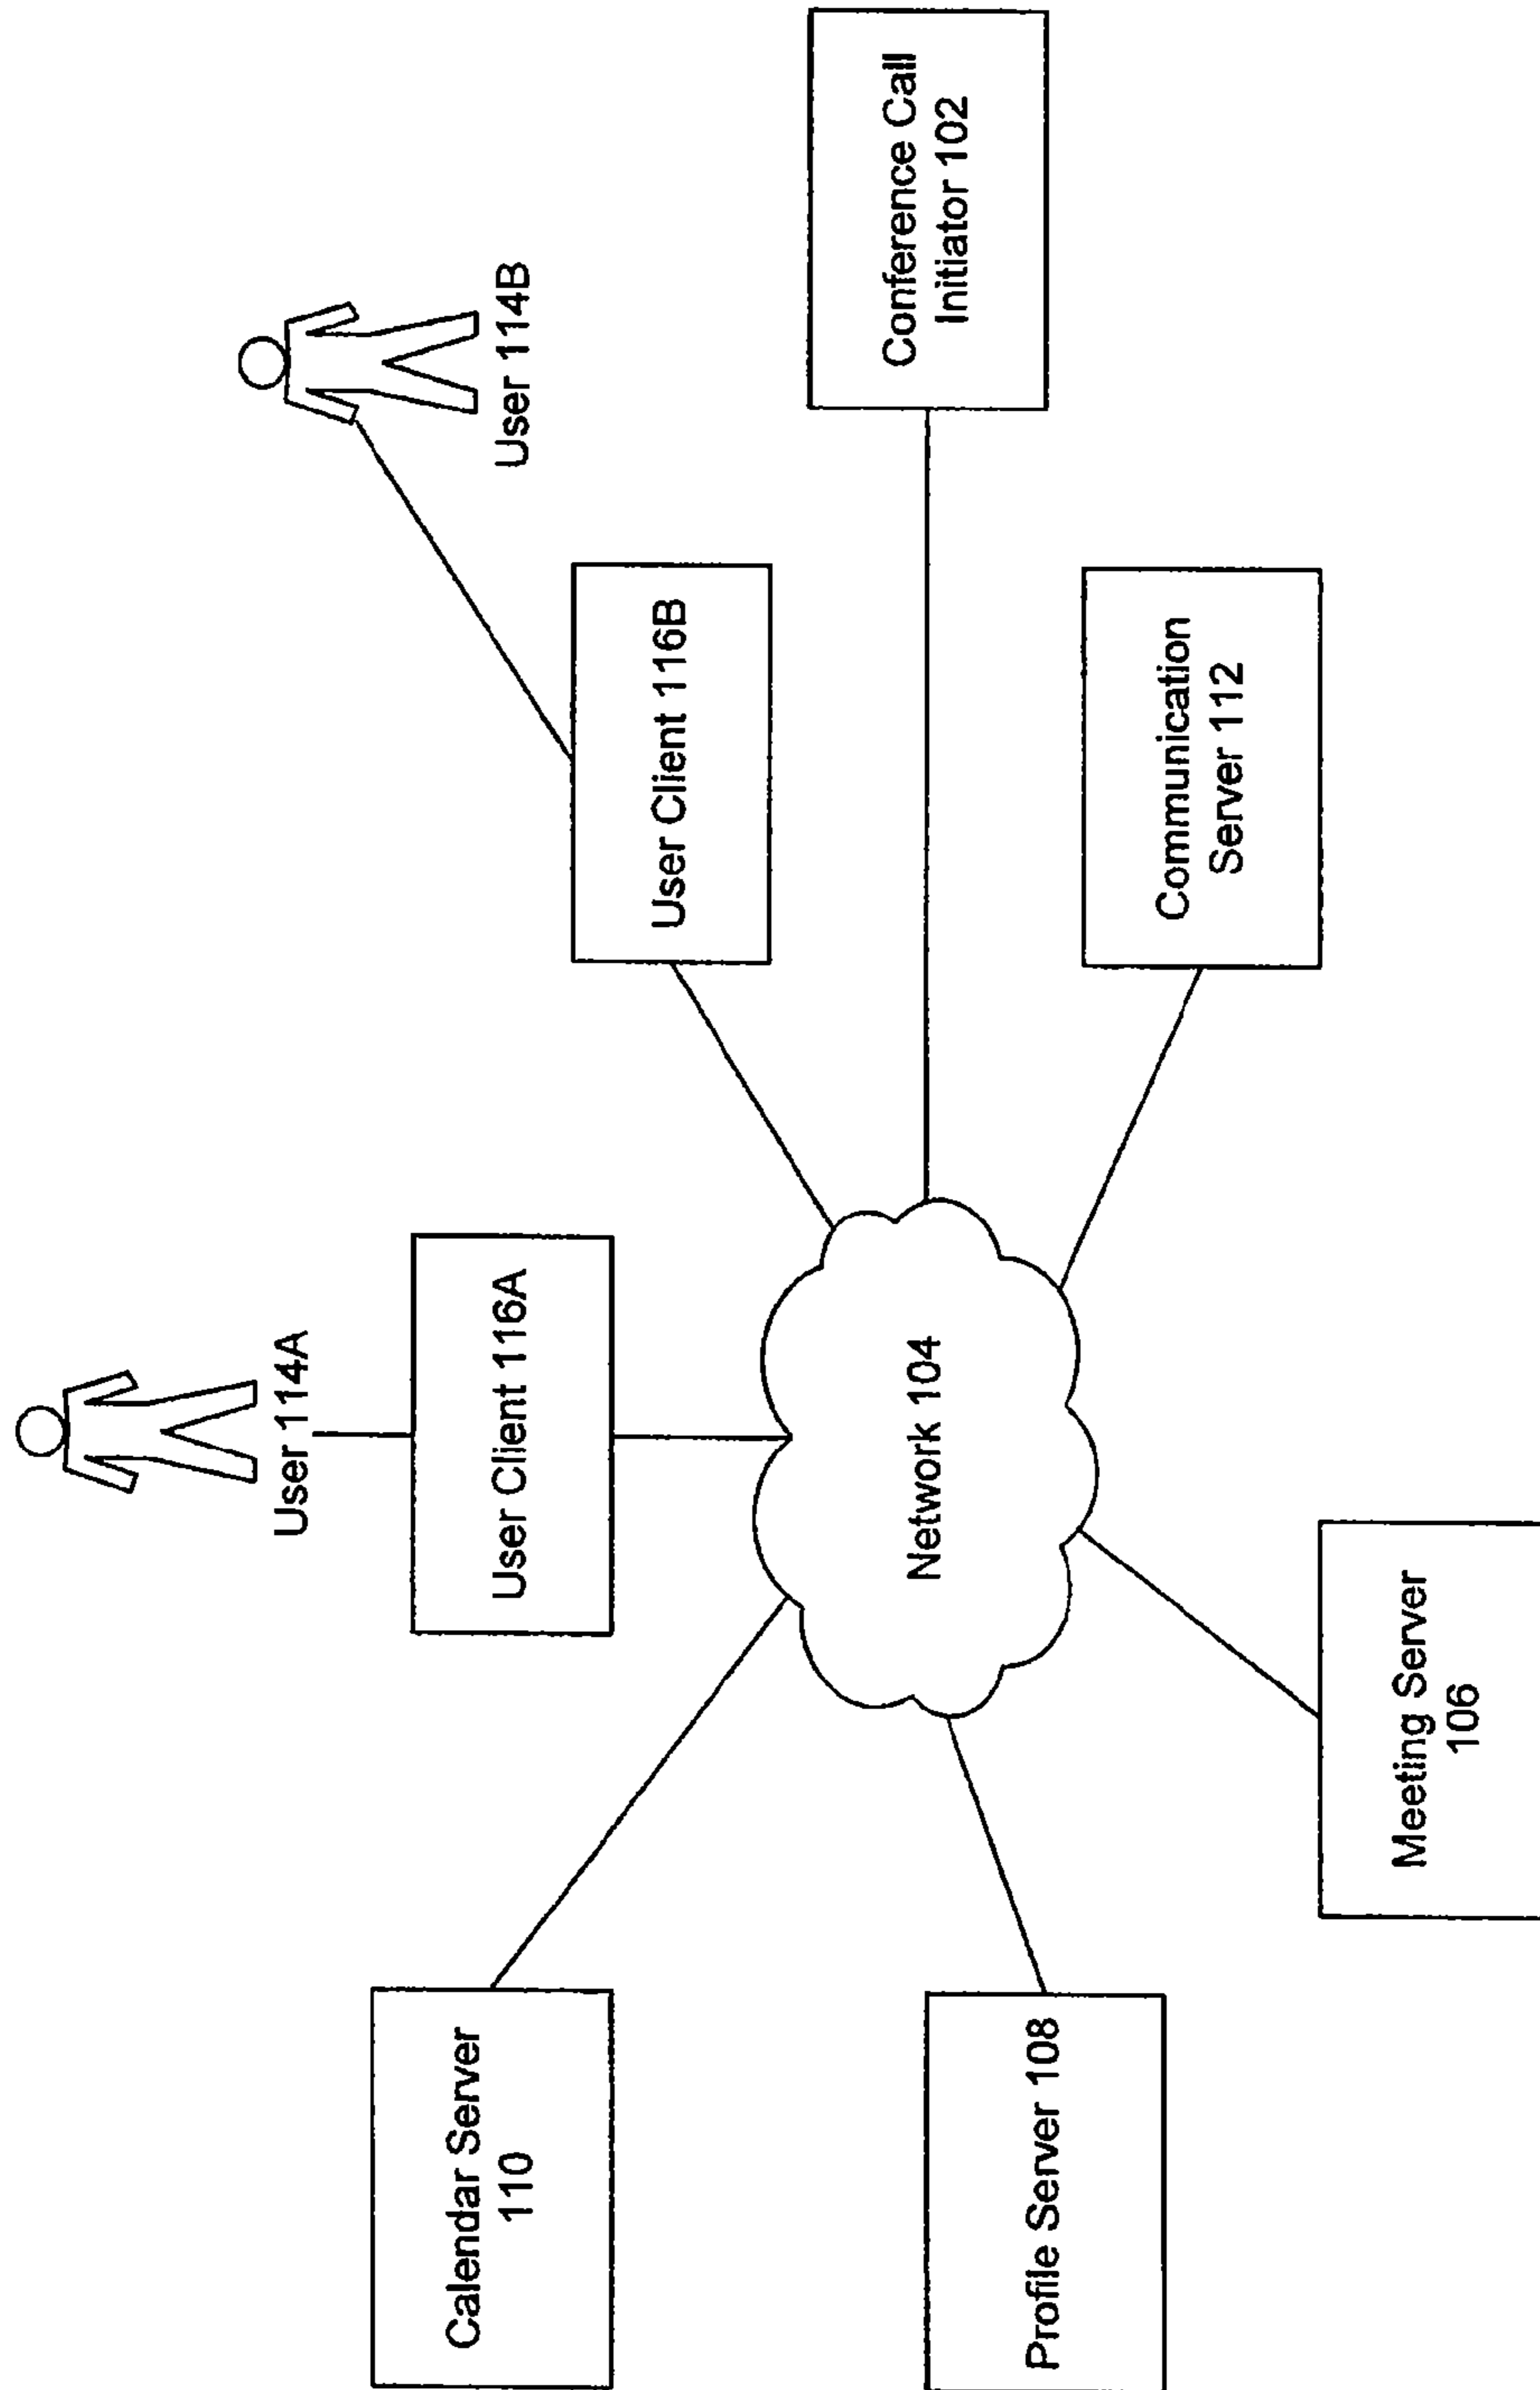 User 114A
User 114B
User Client 116A
User Client 116B
Calendar Server
110
Network 104
Conference Call
Initiator 102
Profile Server 108
Communication
Server 112
Meeting Server
106